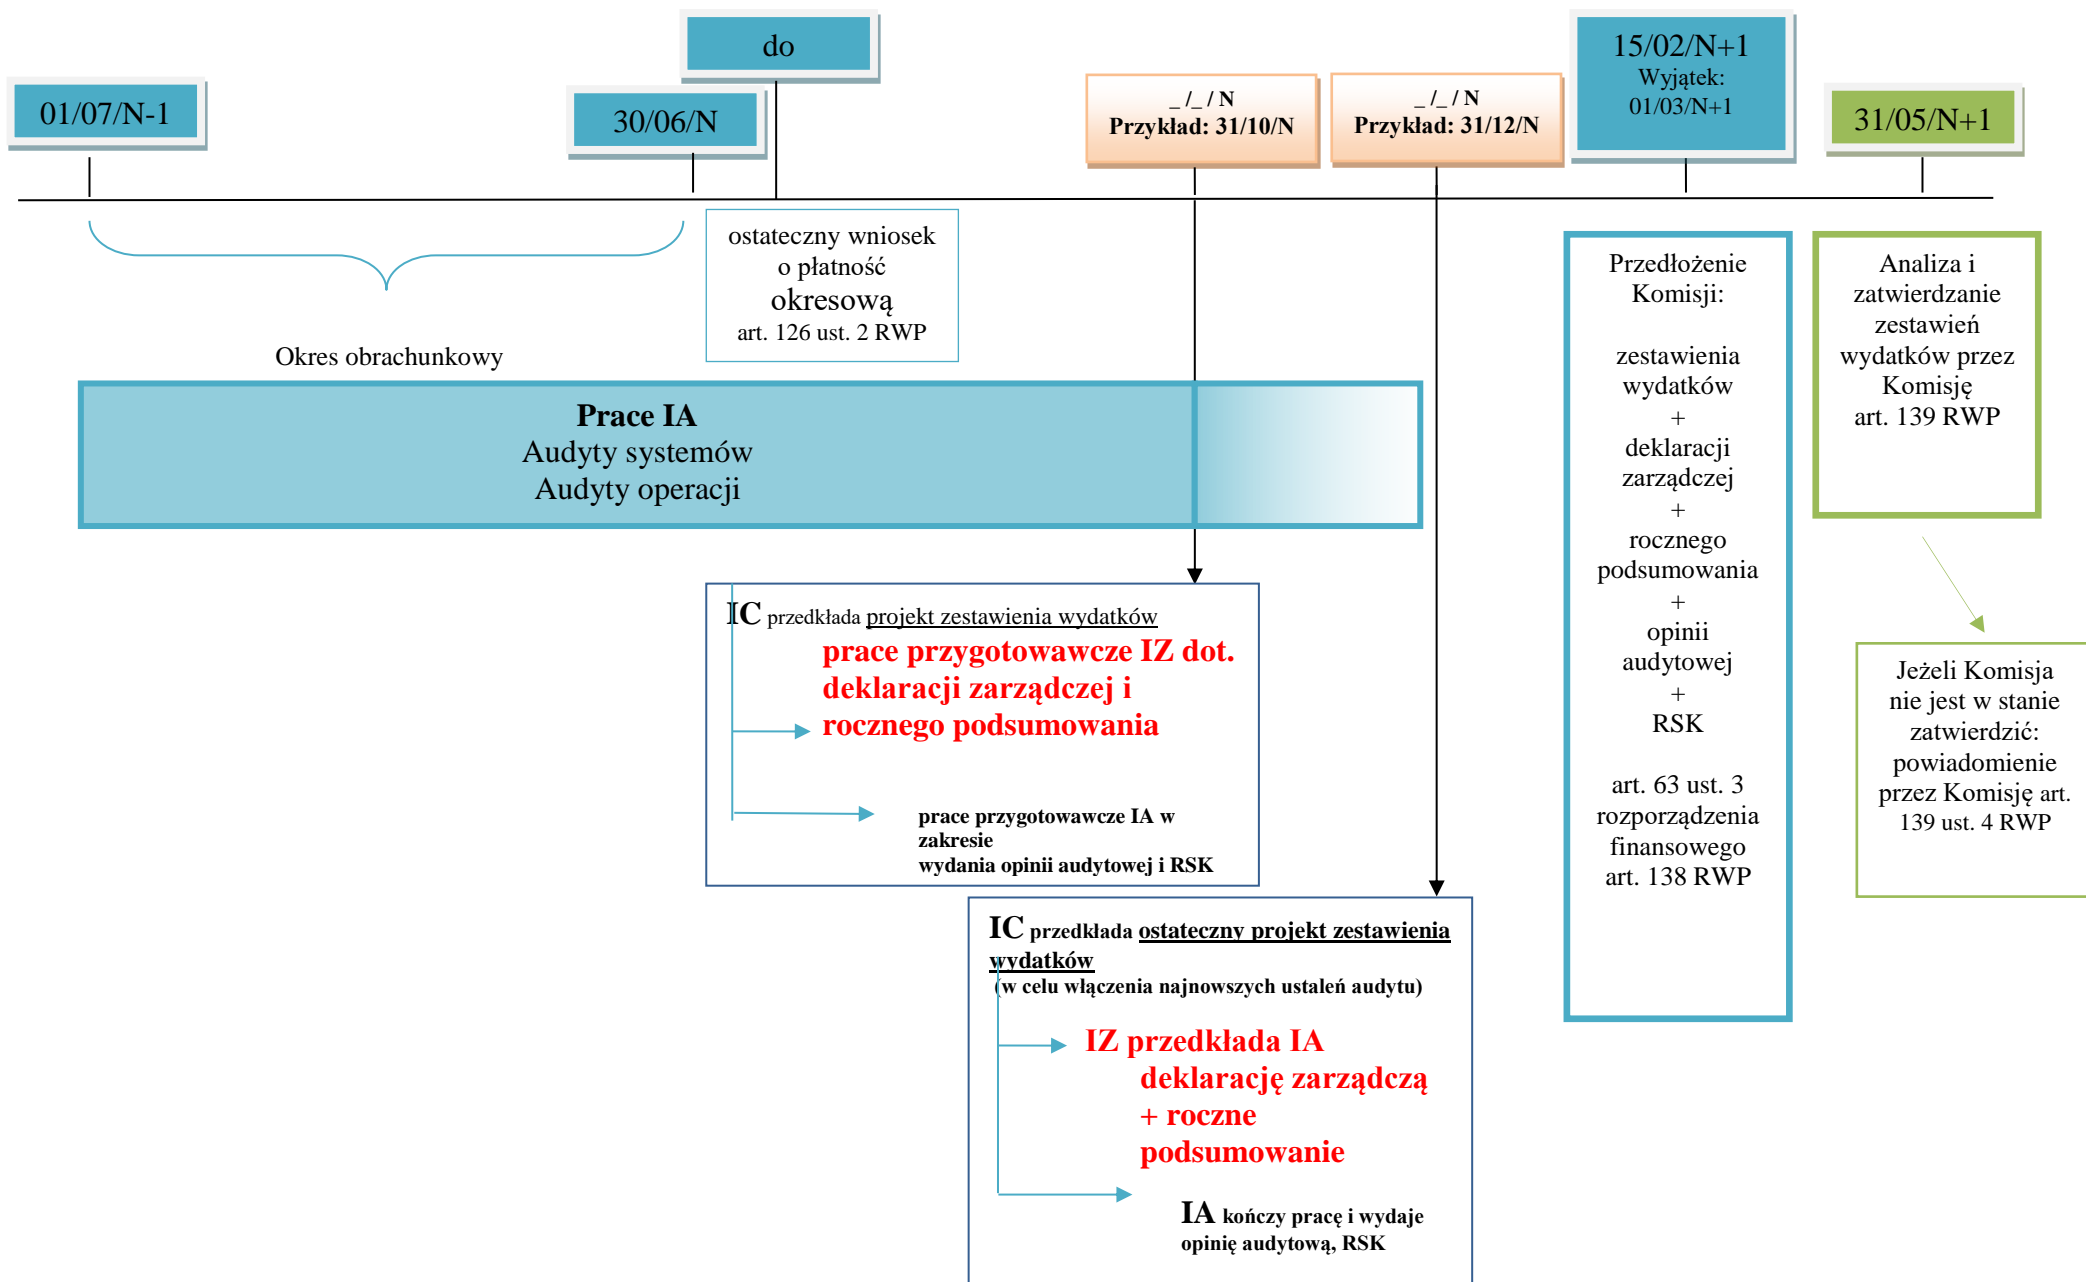 01/07/N-1
30/06/N
do
_ /_ / N
Przykład: 31/10/N
_ /_ / N
Przykład: 31/12/N
15/02/N+1
Wyjątek:
01/03/N+1
31/05/N+1
Okres obrachunkowy
ostateczny wniosek
o płatność
okresową
art. 126 ust. 2 RWP
Prace IA
Audyty systemów
Audyty operacji
IC przedkłada projekt zestawienia wydatków
prace przygotowawcze IZ dot.
deklaracji zarządczej i
rocznego podsumowania
prace przygotowawcze IA w
zakresie
wydania opinii audytowej i RSK
IC przedkłada ostateczny projekt zestawienia
wydatków
(w celu włączenia najnowszych ustaleń audytu)
IZ przedkłada IA
deklarację zarządczą
+ roczne
podsumowanie
IA kończy pracę i wydaje
opinię audytową, RSK
Przedłożenie
Komisji:
zestawienia
wydatków
+
deklaracji
zarządczej
+
rocznego
podsumowania
+
opinii
audytowej
+
RSK
art. 63 ust. 3
rozporządzenia
finansowego
art. 138 RWP
Analiza i
zatwierdzanie
zestawień
wydatków przez
Komisję
art. 139 RWP
Jeżeli Komisja
nie jest w stanie
zatwierdzić:
powiadomienie
przez Komisję art.
139 ust. 4 RWP